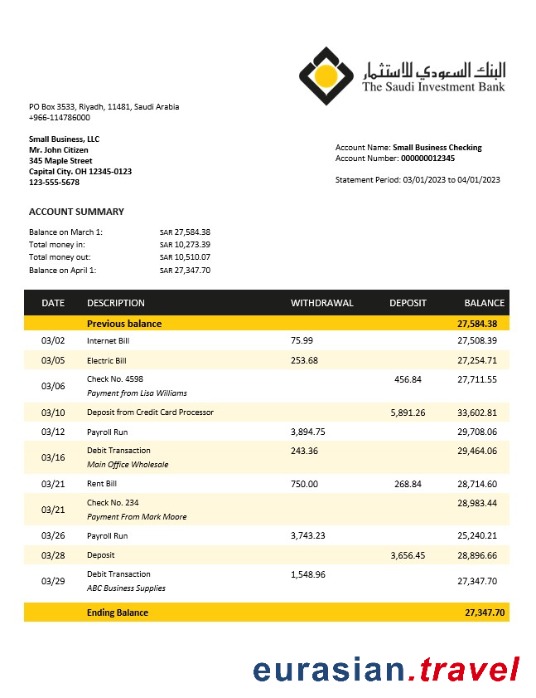 البنك السعودي للاستثمار
The Saudi Investment Bank
PO Box 3533, Riyadh, 11481, Saudi Arabia
+966-114786000
Small Business, LLC
Mr. John Citizen
345 Maple Street
Capital City. OH 12345-0123
123-555-5678
Account Name: Small Business Checking
Account Number: 000000012345
Statement Period: 03/01/2023 to 04/01/2023
ACCOUNT SUMMARY
Balance on March 1: SAR 27,584.38
Total money in: SAR 10,273.39
Total money out: SAR 10,510.07
Balance on April 1: SAR 27,347.70
DATE DESCRIPTION WITHDRAWAL DEPOSIT BALANCE
Previous balance 27,584.38
03/02 Internet Bill 75.99 27,508.39
03/05 Electric Bill 253.68 27,254.71
03/06 Check No. 4598 456.84 27,711.55
Payment from Lisa Williams
03/10 Deposit from Credit Card Processor 5,891.26 33,602.81
03/12 Payroll Run 3,894.75 29,708.06
03/16 Debit Transaction 243.36 29,464.06
Main Office Wholesale
03/21 Rent Bill 750.00 268.84 28,714.60
03/21 Check No. 234 28,983.44
Payment From Mark Moore
03/26 Payroll Run 3,743.23 25,240.21
03/28 Deposit 3,656.45 28,896.66
03/29 Debit Transaction 1,548.96 27,347.70
ABC Business Supplies
Ending Balance 27,347.70
eurasian.travel